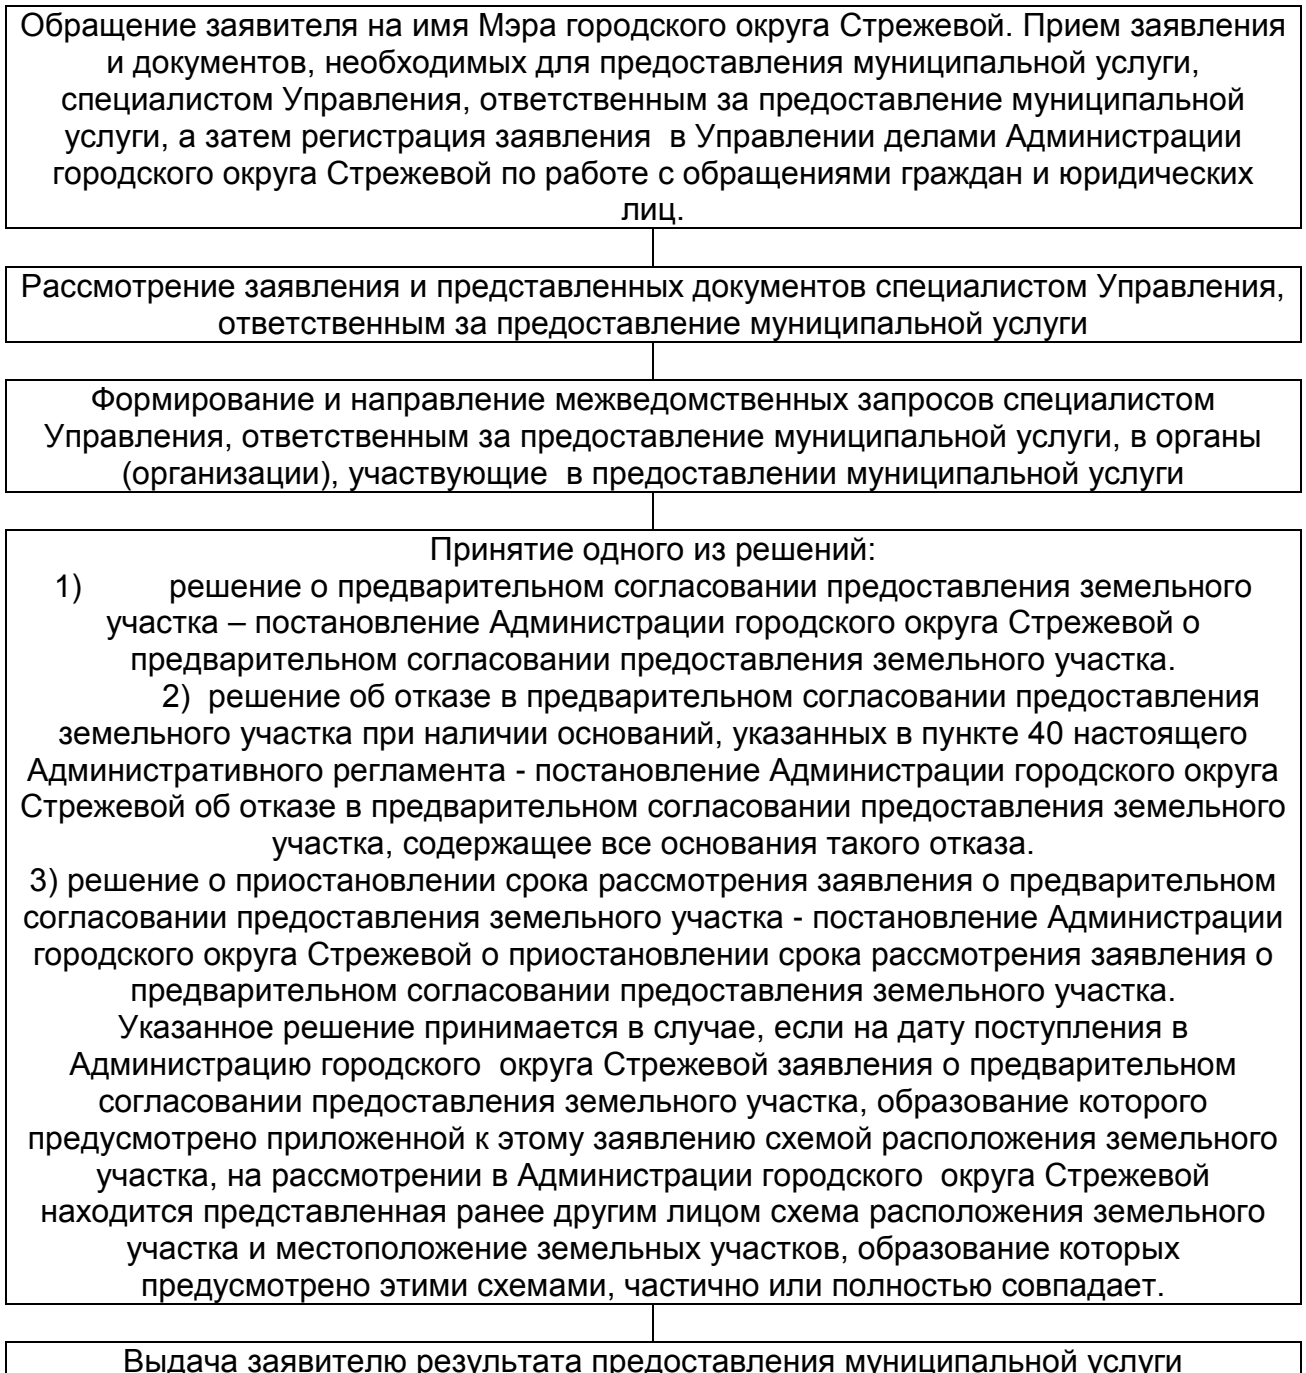 Обращение заявителя на имя Мэра городского округа Стрежевой. Прием заявления
и документов, необходимых для предоставления муниципальной услуги,
специалистом Управления, ответственным за предоставление муниципальной
услуги, а затем регистрация заявления  в Управлении делами Администрации
городского округа Стрежевой по работе с обращениями граждан и юридических
лиц.
Рассмотрение заявления и представленных документов специалистом Управления,
ответственным за предоставление муниципальной услуги
Формирование и направление межведомственных запросов специалистом
Управления, ответственным за предоставление муниципальной услуги, в органы
(организации), участвующие  в предоставлении муниципальной услуги
Принятие одного из решений:
1) решение о предварительном согласовании предоставления земельного
участка – постановление Администрации городского округа Стрежевой о
предварительном согласовании предоставления земельного участка.
2)  решение об отказе в предварительном согласовании предоставления
земельного участка при наличии оснований, указанных в пункте 40 настоящего
Административного регламента - постановление Администрации городского округа
Стрежевой об отказе в предварительном согласовании предоставления земельного
участка, содержащее все основания такого отказа.
3) решение о приостановлении срока рассмотрения заявления о предварительном
согласовании предоставления земельного участка - постановление Администрации
городского округа Стрежевой о приостановлении срока рассмотрения заявления о
предварительном согласовании предоставления земельного участка.
Указанное решение принимается в случае, если на дату поступления в
Администрацию городского  округа Стрежевой заявления о предварительном
согласовании предоставления земельного участка, образование которого
предусмотрено приложенной к этому заявлению схемой расположения земельного
участка, на рассмотрении в Администрации городского  округа Стрежевой
находится представленная ранее другим лицом схема расположения земельного
участка и местоположение земельных участков, образование которых
предусмотрено этими схемами, частично или полностью совпадает.
Выдача заявителю результата предоставления муниципальной услуги